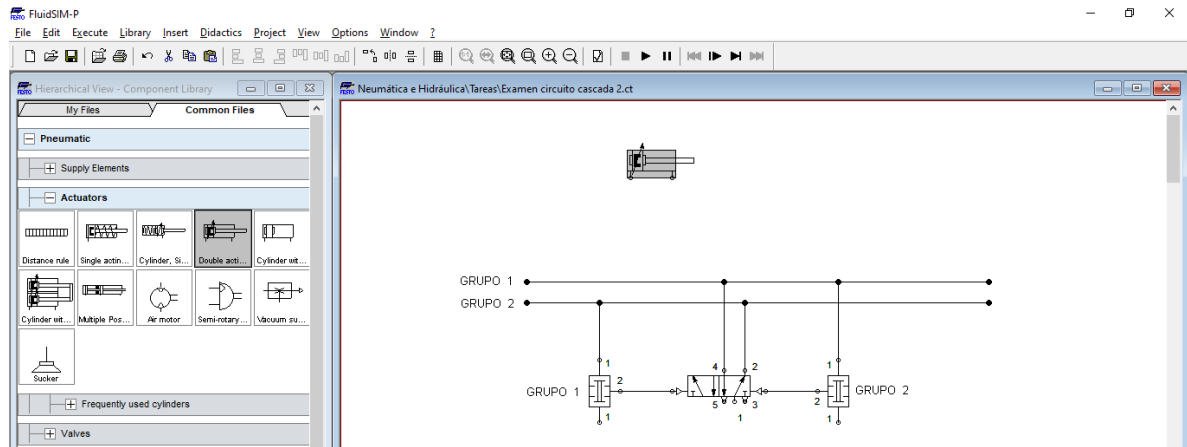 FESTO FluidSIM-P
File Edit Execute Library Insert Didactics Project View Options Window ?
FESTO Hierarchical View - Component Library
My Files Common Files
Pneumatic
Supply Elements
Actuators
Distance rule Single actin... Cylinder, Si... Double acti... Cylinder wit...
Cylinder wit... Multiple Pos... Air motor Semi-rotary... Vacuum su...
Sucker
Frequently used cylinders
Valves
FESTO Neumática e Hidráulica\Tareas\Examen circuito cascada 2.ct
GRUPO 1
GRUPO 2
1 4 2 1
GRUPO 1 2 2 GRUPO 2
5 3
1 1 1